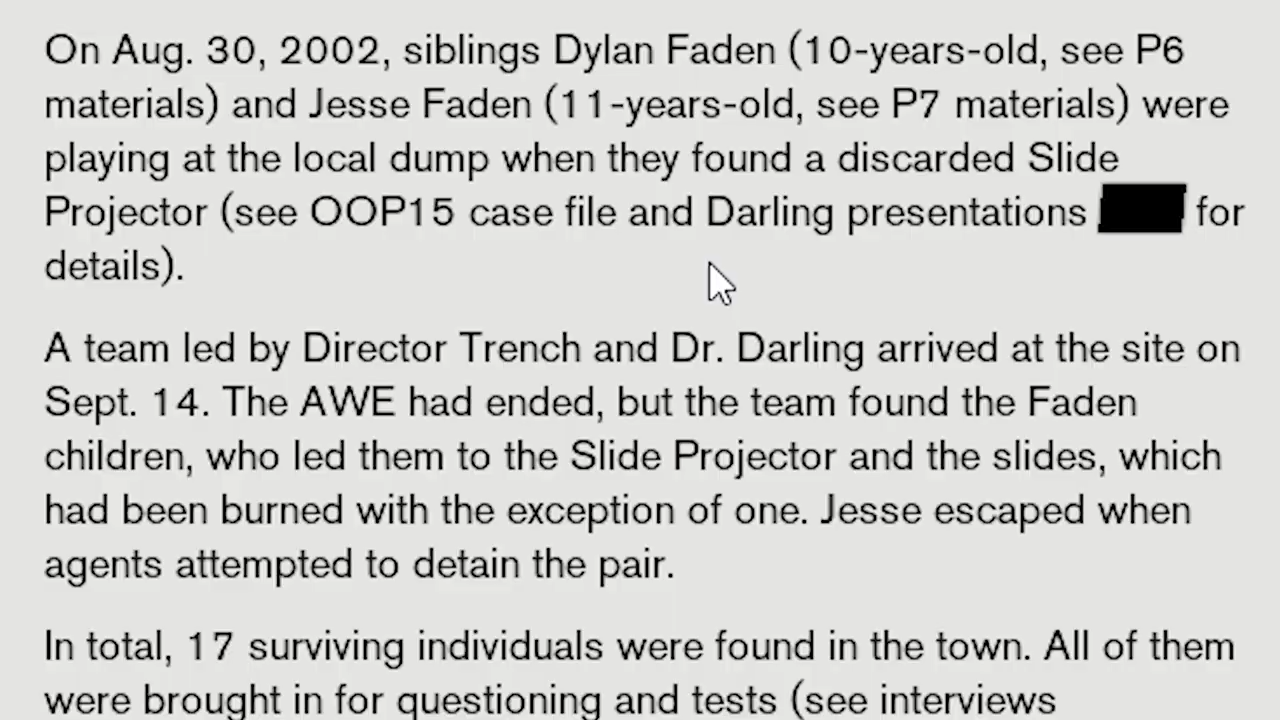 On Aug. 30, 2002, siblings Dylan Faden (10-years-old, see P6
materials) and Jesse Faden (11-years-old, see P7 materials) were
playing at the local dump when they found a discarded Slide
Projector (see OOP15 case file and Darling presentations for
details).
A team led by Director Trench and Dr. Darling arrived at the site on
Sept. 14. The AWE had ended, but the team found the Faden
children, who led them to the Slide Projector and the slides, which
had been burned with the exception of one. Jesse escaped when
agents attempted to detain the pair.
In total, 17 surviving individuals were found in the town. All of them
were brought in for questioning and tests (see interviews